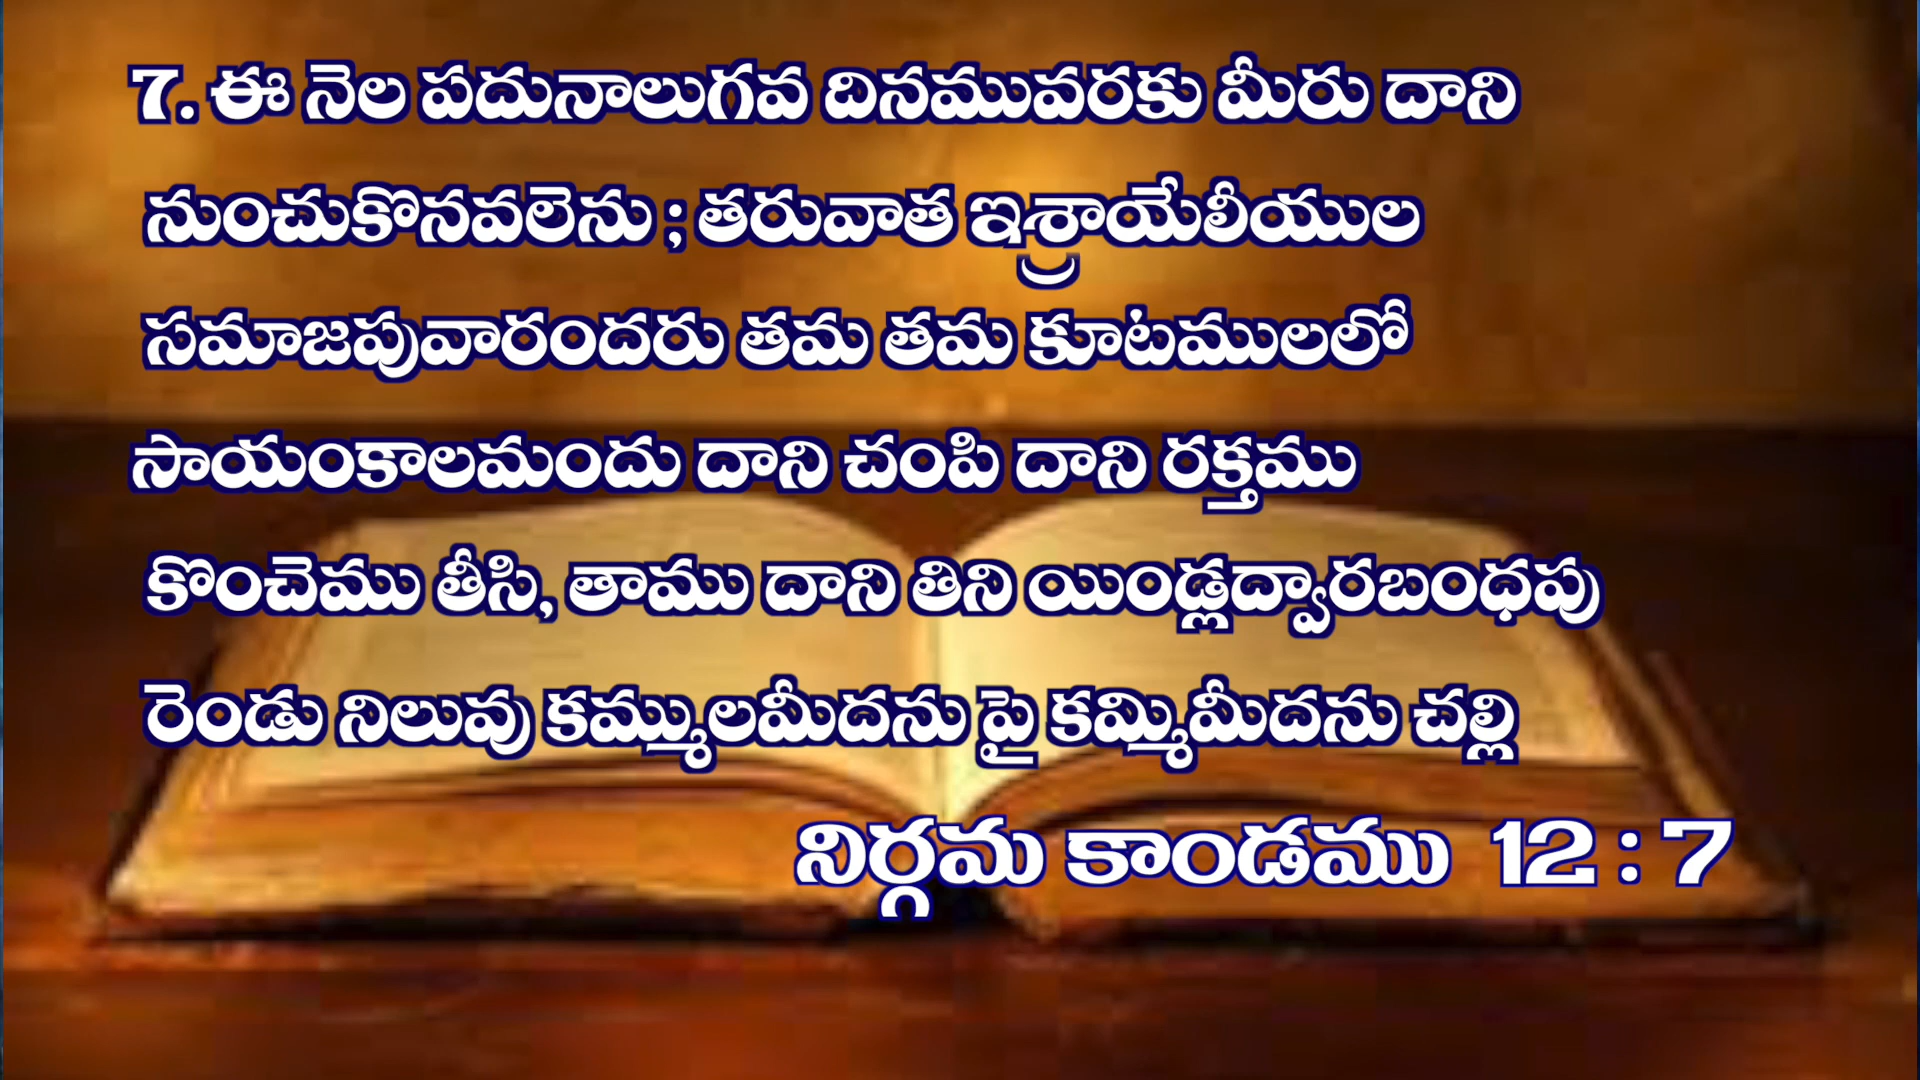 7. ఈ నెల పదునాలుగవ దినమువరకు మీరు దాని
నుంచుకొనవలెను ; తరువాత ఇశ్రాయేలీయుల
సమాజపువారందరు తమ తమ కూటములలో
సాయంకాలమందు దాని చంపి దాని రక్తము
కొంచెము తీసి, తాము దాని తిని యిండ్లద్వారబంధపు
రెండు నిలువు కమ్ములమీదను పై కమ్మిమీదను చల్లి
నిర్గమ కాండము 12 : 7